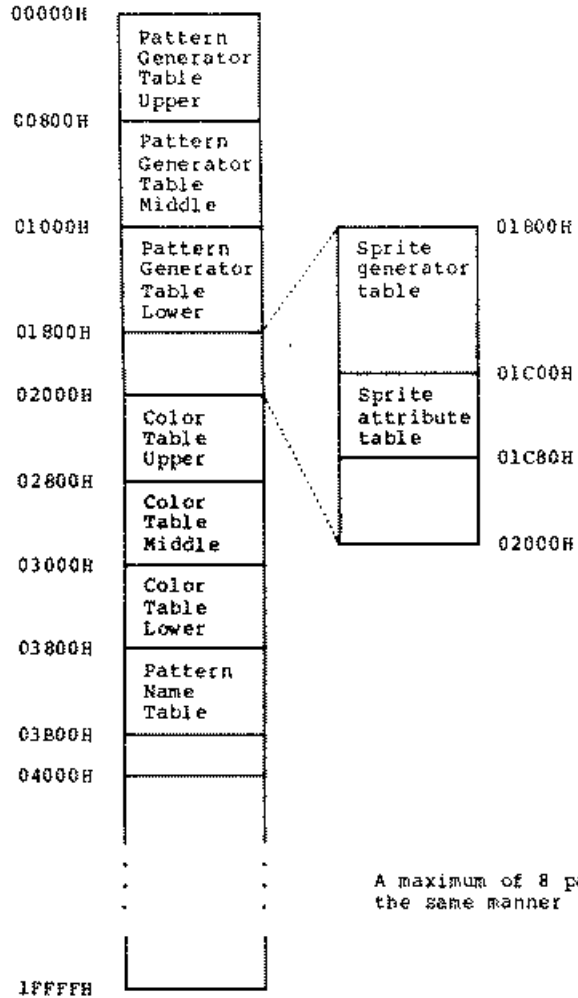 00000H
Pattern
Generator
Table
Upper
00800H
Pattern
Generator
Table
Middle
01000H
Pattern
Generator
Table
Lower
01800H
02000H
Color
Table
Upper
02800H
Color
Table
Middle
03000H
Color
Table
Lower
03800H
Pattern
Name
Table
03B00H
04000H
1FFFFH
01800H
Sprite
generator
table
01C00H
Sprite
attribute
table
01C80H
02000H
A maximum of 8 pa
the same manner